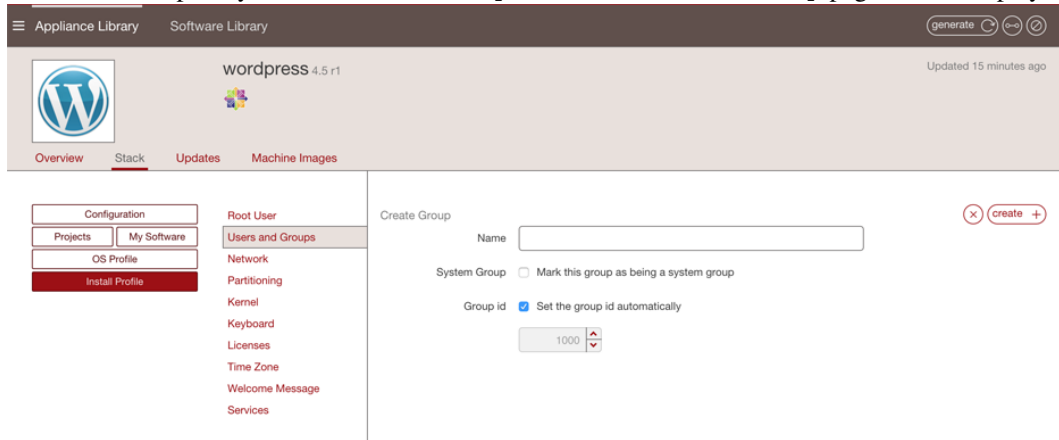 Appliance Library Software Library generate
wordpress 4.5 r1 Updated 15 minutes ago
Overview Stack Updates Machine Images
Configuration
Projects My Software
OS Profile
Install Profile
Root User
Users and Groups
Network
Partitioning
Kernel
Keyboard
Licenses
Time Zone
Welcome Message
Services
Create Group create
Name
System Group Mark this group as being a system group
Group id Set the group id automatically
1000